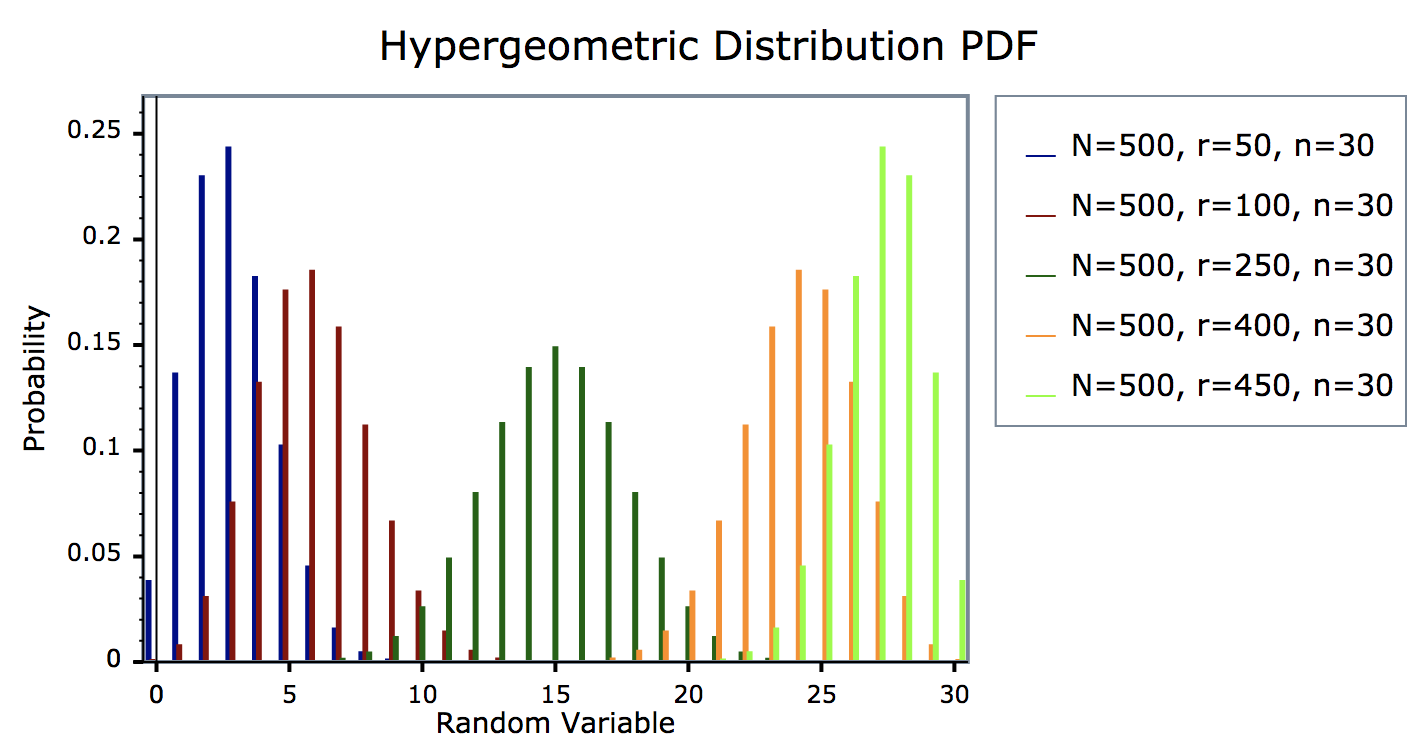 Hypergeometric Distribution PDF
0.25
0.2
0.15
0.1
0.05
0
Probability
0 5 10 15 20 25 30
Random Variable
N=500, r=50, n=30
N=500, r=100, n=30
N=500, r=250, n=30
N=500, r=400, n=30
N=500, r=450, n=30